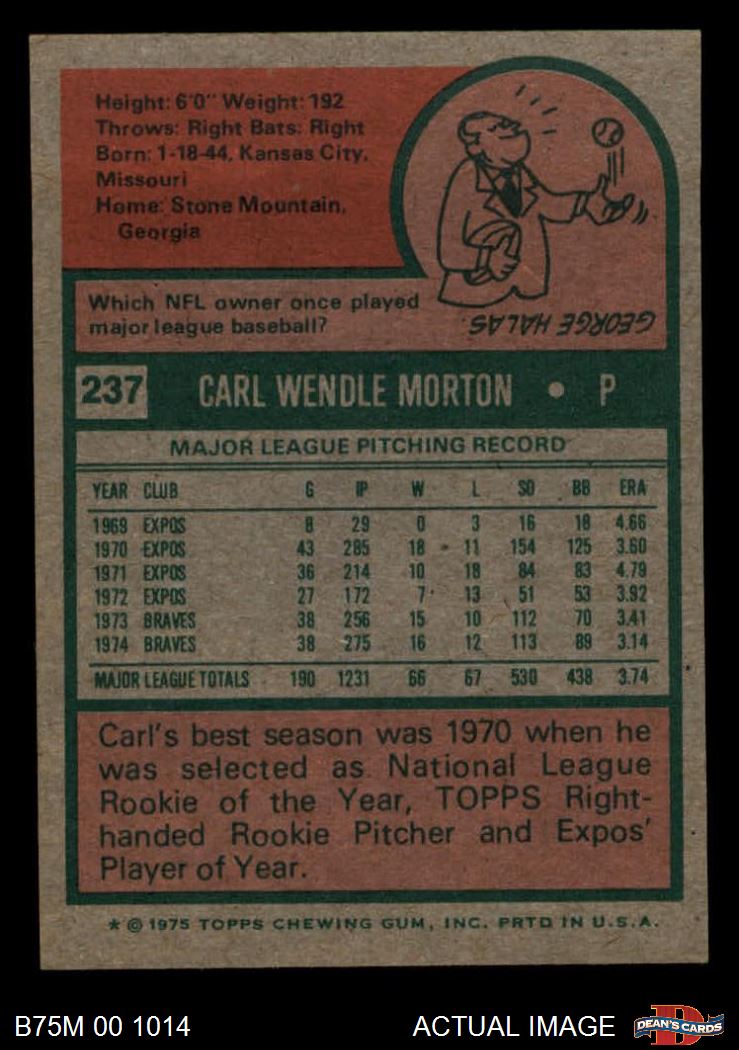 Height: 6'0" Weight: 192
Throws: Right Bats: Right
Born: 1-18-44, Kansas City,
Missouri
Home: Stone Mountain,
Georgia
Which NFL owner once played
major league baseball?
GEORGE HALAS
237 CARL WENDLE MORTON • P
MAJOR LEAGUE PITCHING RECORD
YEAR CLUB G IP W L SO BB ERA
1969 EXPOS 8 29 0 3 16 18 4.66
1970 EXPOS 43 285 18 11 154 125 3.60
1971 EXPOS 36 214 10 18 84 83 4.79
1972 EXPOS 27 172 7 13 51 53 3.92
1973 BRAVES 38 256 15 10 112 70 3.41
1974 BRAVES 38 275 16 12 113 89 3.14
MAJOR LEAGUE TOTALS 190 1231 66 67 530 438 3.74
Carl's best season was 1970 when he
was selected as National League
Rookie of the Year, TOPPS Right-
handed Rookie Pitcher and Expos'
Player of Year.
* © 1975 TOPPS CHEWING GUM, INC. PRTD IN U.S.A.
B75M 00 1014 ACTUAL IMAGE
D
DEAN'S CARDS